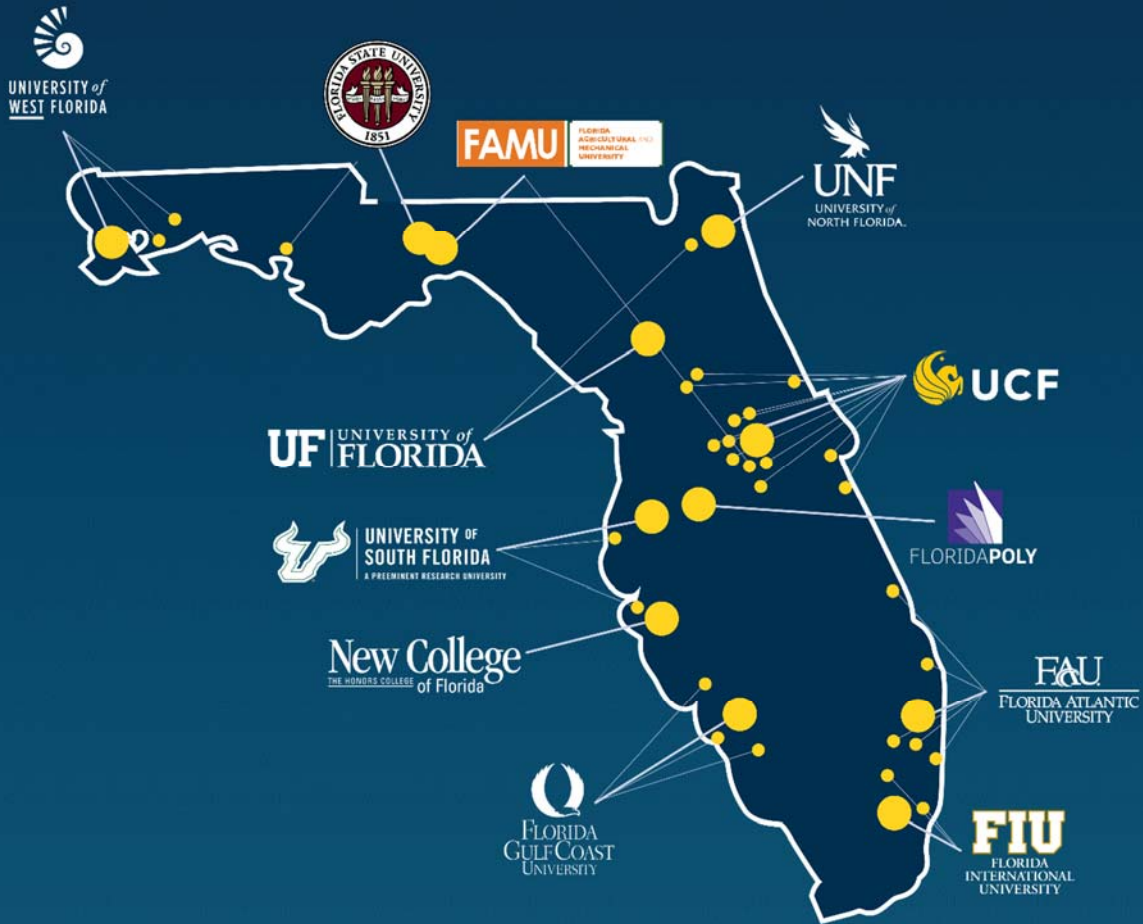 UNIVERSITY of
WEST FLORIDA
FLORIDA STATE UNIVERSITY
1851
FAMU
FLORIDA
AGRICULTURAL AND
MECHANICAL
UNIVERSITY
UNF
UNIVERSITY of
NORTH FLORIDA.
UCF
UF
UNIVERSITY of
FLORIDA
UNIVERSITY OF
SOUTH FLORIDA
A PREEMINENT RESEARCH UNIVERSITY
FLORIDAPOLY
New College
THE HONORS COLLEGE
of Florida
FAU
FLORIDA ATLANTIC
UNIVERSITY
FLORIDA
GULF COAST
UNIVERSITY
FIU
FLORIDA
INTERNATIONAL
UNIVERSITY